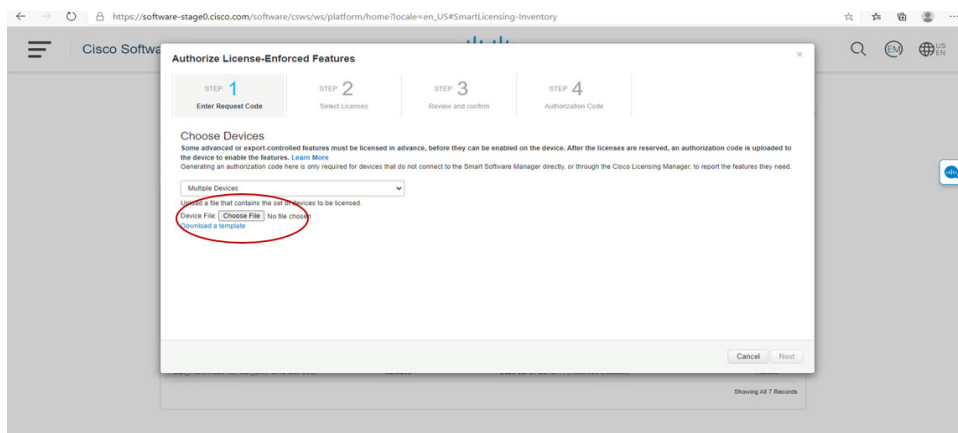 https://software-stage0.cisco.com/software/csws/ws/platform/home?locale=en_US#SmartLicensing-Inventory
Cisco Softwa
EM
US
EN
Authorize License-Enforced Features
STEP 1
Enter Request Code
STEP 2
Select Licenses
STEP 3
Review and confirm
STEP 4
Authorization Code
Choose Devices
Some advanced or export-controlled features must be licensed in advance, before they can be enabled on the device. After the licenses are reserved, an authorization code is uploaded to
the device to enable the features. Learn More
Generating an authorization code here is only required for devices that do not connect to the Smart Software Manager directly, or through the Cisco Licensing Manager, to report the features they need.
Multiple Devices
Upload a file that contains the set of devices to be licensed.
Device File: Choose File No file chosen
Download a template
Cancel Next
Showing All 7 Records